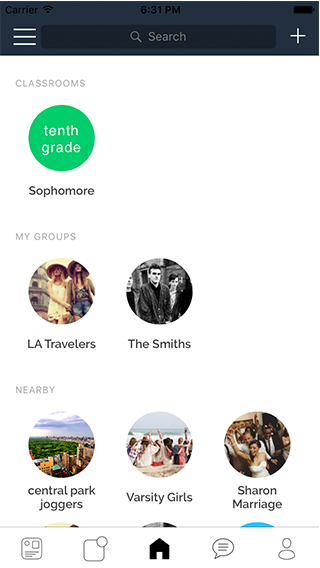 Carrier 6:31 PM
Search
CLASSROOMS
tenth
grade
Sophomore
MY GROUPS
LA Travelers The Smiths
NEARBY
central park
joggers
Varsity Girls
Sharon
Marriage